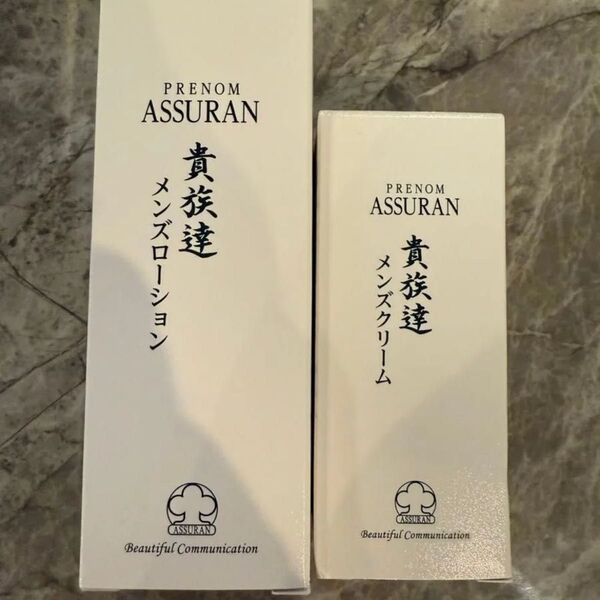 PRENOM
ASSURAN
貴族達
メンズローション
ASSURAN
Beautiful Communication
PRENOM
ASSURAN
貴族達
メンズクリーム
ASSURAN
Beautiful Communication